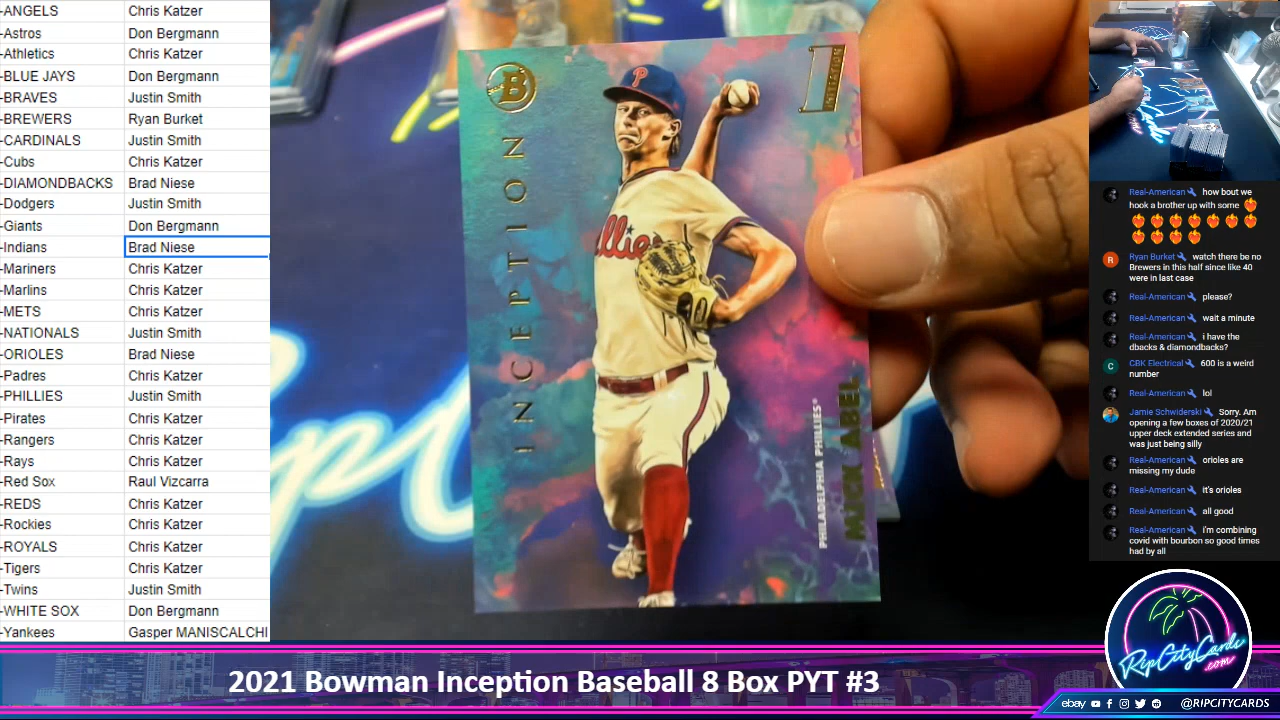 -ANGELS Chris Katzer
-Astros Don Bergmann
-Athletics Chris Katzer
-BLUE JAYS Don Bergmann
-BRAVES Justin Smith
-BREWERS Ryan Burket
-CARDINALS Justin Smith
-Cubs Chris Katzer
-DIAMONDBACKS Brad Niese
-Dodgers Justin Smith
-Giants Don Bergmann
-Indians Brad Niese
-Mariners Chris Katzer
-Marlins Chris Katzer
-METS Chris Katzer
-NATIONALS Justin Smith
-ORIOLES Brad Niese
-Padres Chris Katzer
-PHILLIES Justin Smith
-Pirates Chris Katzer
-Rangers Chris Katzer
-Rays Chris Katzer
-Red Sox Raul Vizcarra
-REDS Chris Katzer
-Rockies Chris Katzer
-ROYALS Chris Katzer
-Tigers Chris Katzer
-Twins Justin Smith
-WHITE SOX Don Bergmann
-Yankees Gasper MANISCALCHI
B
INCEPTION
INITIATION
P
PHILADELPHIA PHILLIES®
MICK ABEL
Real-American how bout we
hook a brother up with some
Ryan Burket watch there be no
Brewers in this half since like 40
were in last case
Real-American please?
Real-American wait a minute
Real-American i have the
dbacks & diamondbacks?
C
R
CBK Electrical 600 is a weird
number
Real-American lol
Jamie Schwiderski Sorry. Am
opening a few boxes of 2020/21
upper deck extended series and
was just being silly
Real-American orioles are
missing my dude
Real-American it's orioles
Real-American all good
Real-American i'm combining
covid with bourbon so good times
had by all
RipCityCards
.com
2021 Bowman Inception Baseball 8 Box PYT #3
ebay @RIPCITYCARDS